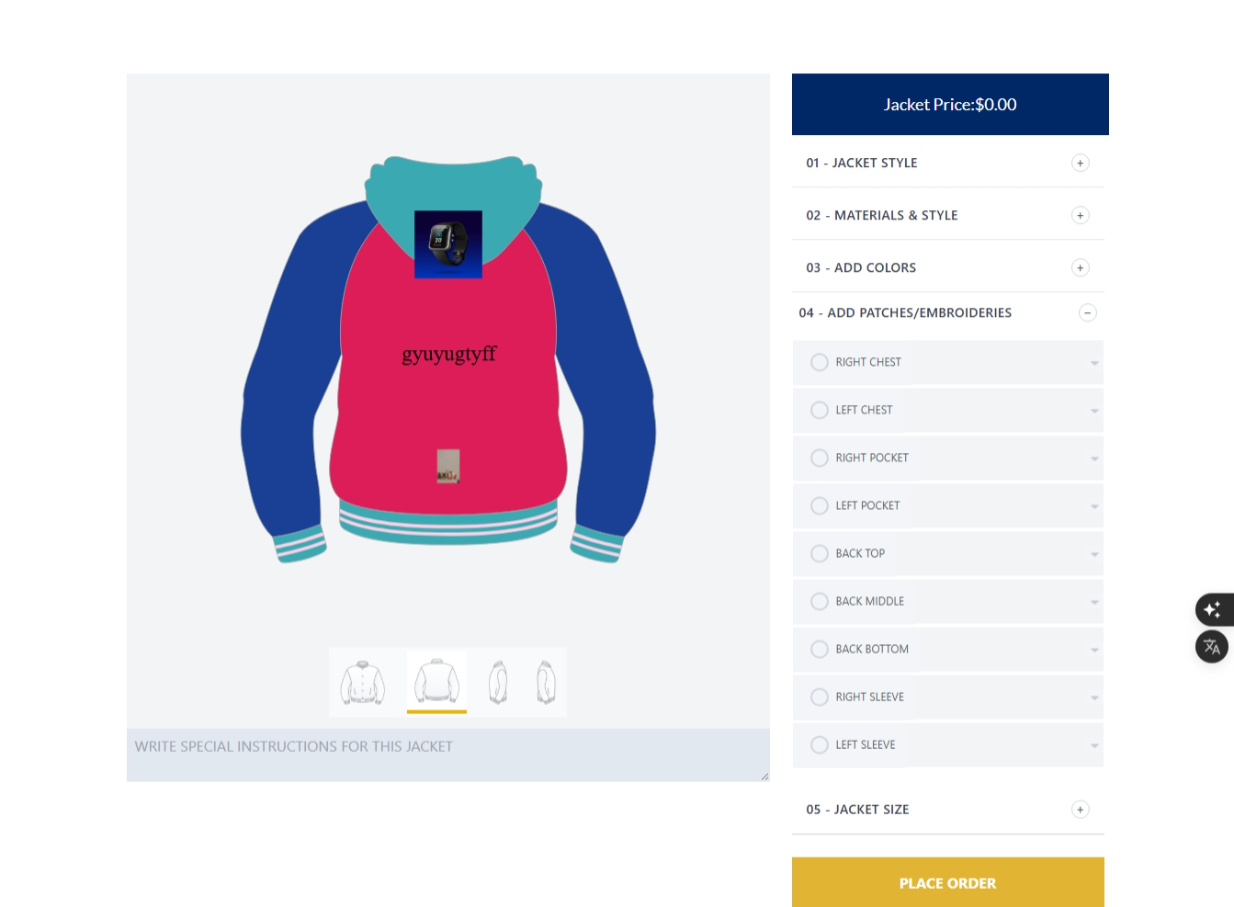 Jacket Price:$0.00
01 - JACKET STYLE
02 - MATERIALS & STYLE
03 - ADD COLORS
04 - ADD PATCHES/EMBROIDERIES
RIGHT CHEST
LEFT CHEST
RIGHT POCKET
LEFT POCKET
BACK TOP
BACK MIDDLE
BACK BOTTOM
RIGHT SLEEVE
LEFT SLEEVE
05 - JACKET SIZE
PLACE ORDER
gyuyugtyff
WRITE SPECIAL INSTRUCTIONS FOR THIS JACKET